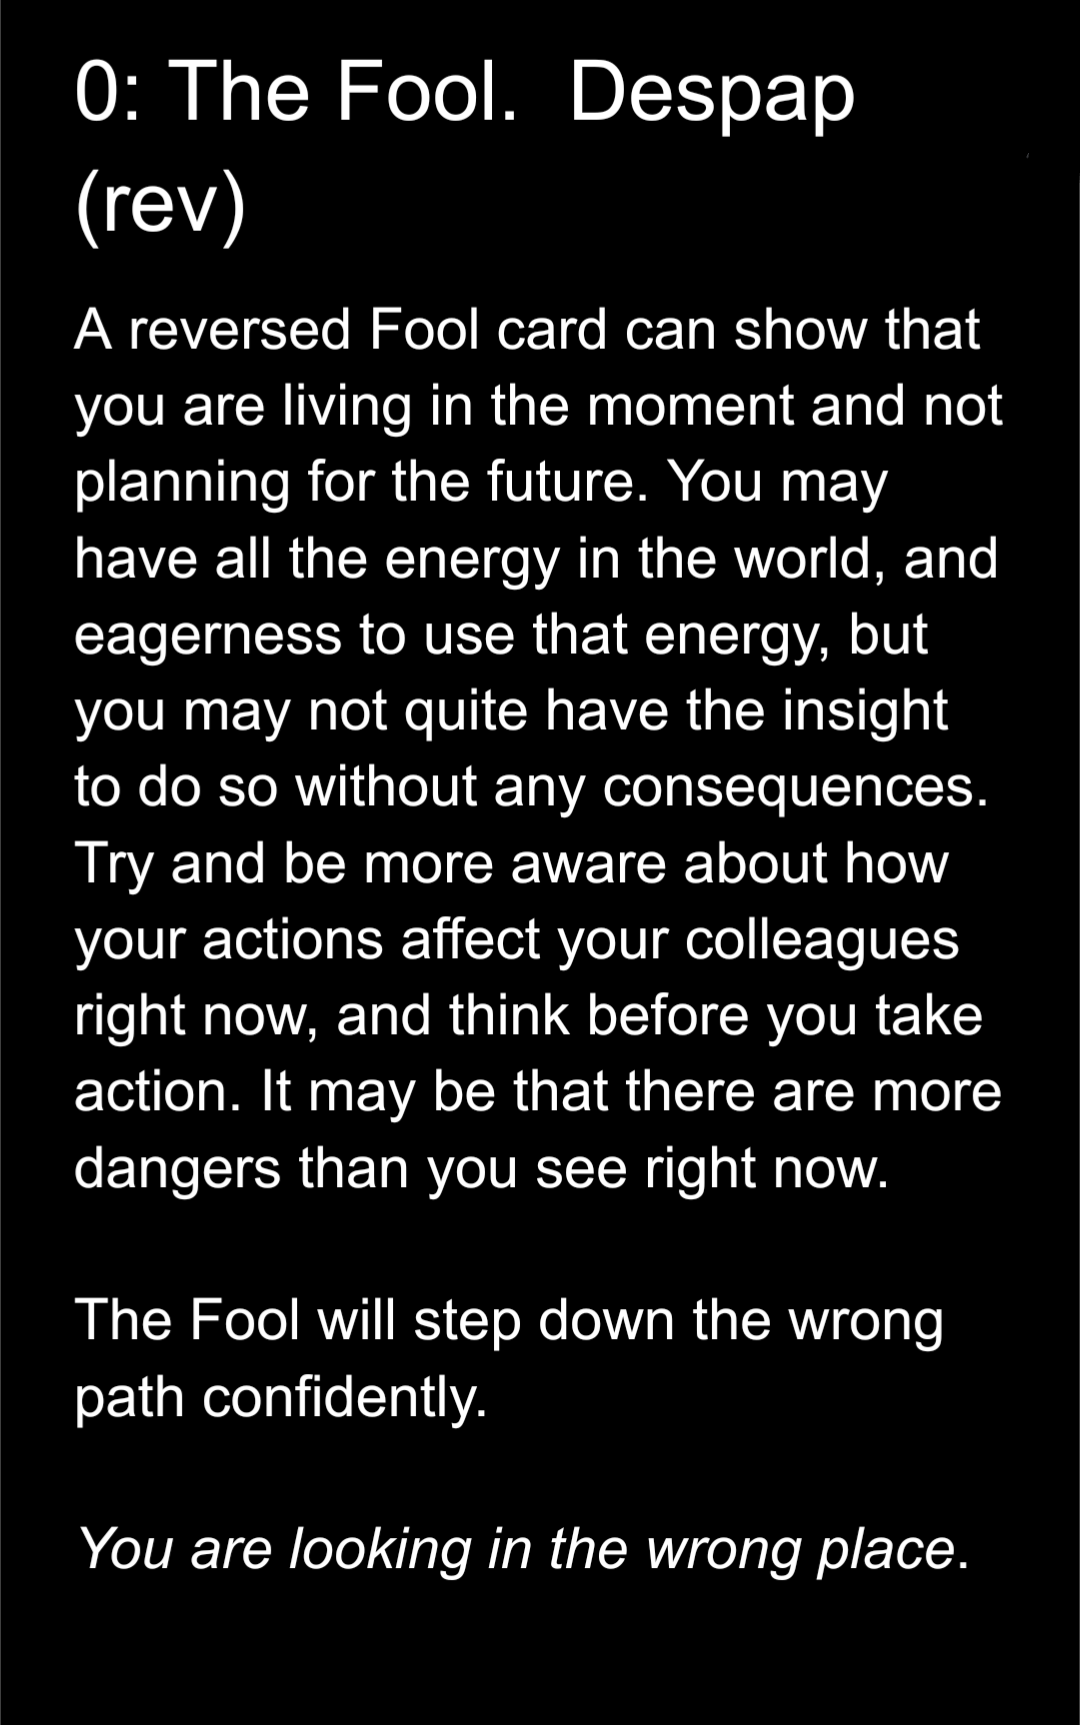 0: The Fool.  Despap
(rev)
A reversed Fool card can show that
you are living in the moment and not
planning for the future. You may
have all the energy in the world, and
eagerness to use that energy, but
you may not quite have the insight
to do so without any consequences.
Try and be more aware about how
your actions affect your colleagues
right now, and think before you take
action. It may be that there are more
dangers than you see right now.
The Fool will step down the wrong
path confidently.
You are looking in the wrong place.